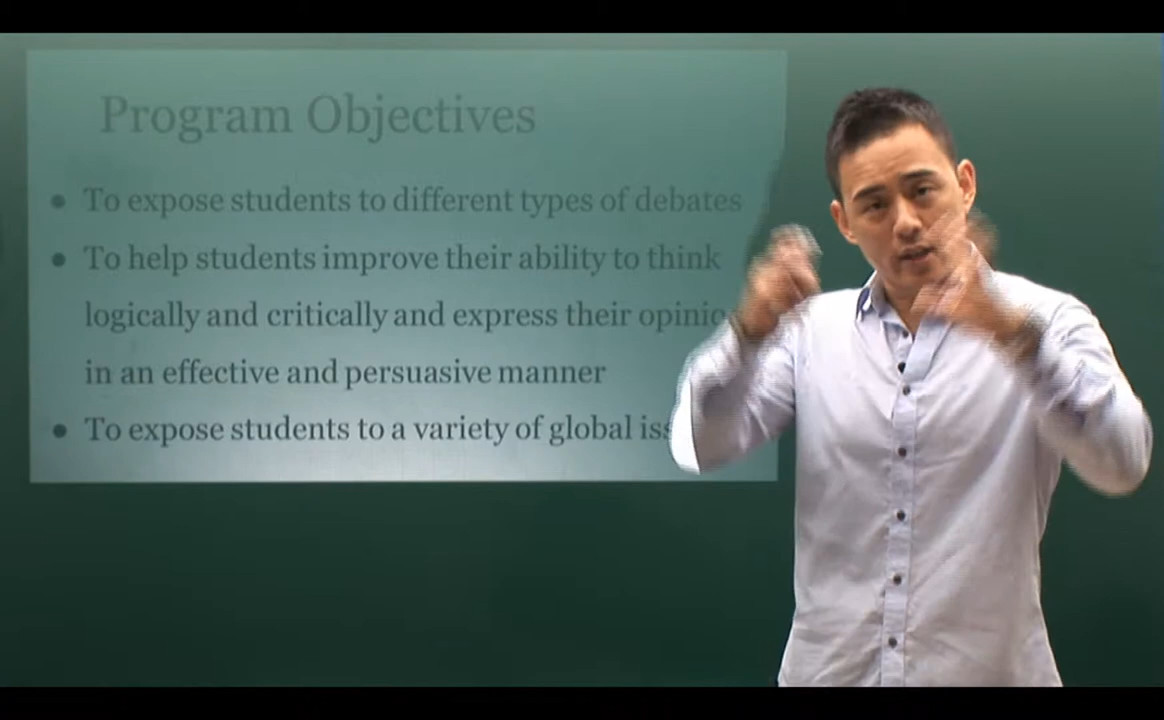 Program Objectives
● To expose students to different types of debates
● To help students improve their ability to think
logically and critically and express their
in an effective and persuasive manner
● To expose students to a variety of global